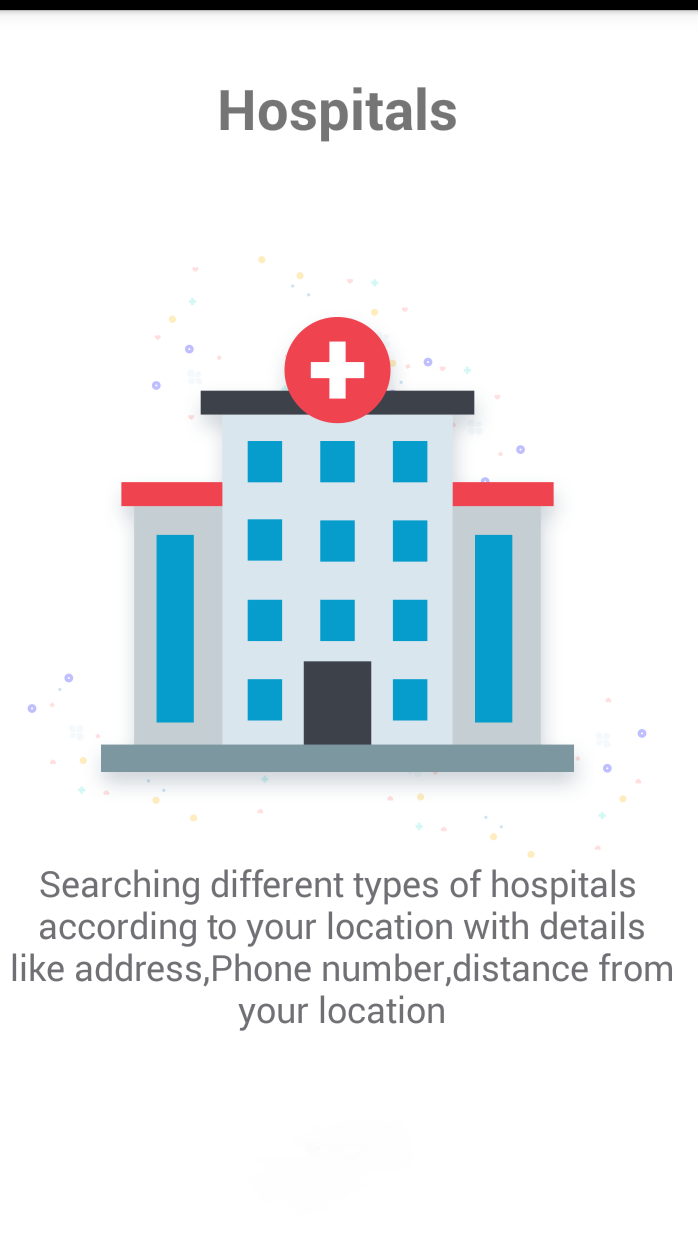 Hospitals
Searching different types of hospitals
according to your location with details
like address,Phone number,distance from
your location